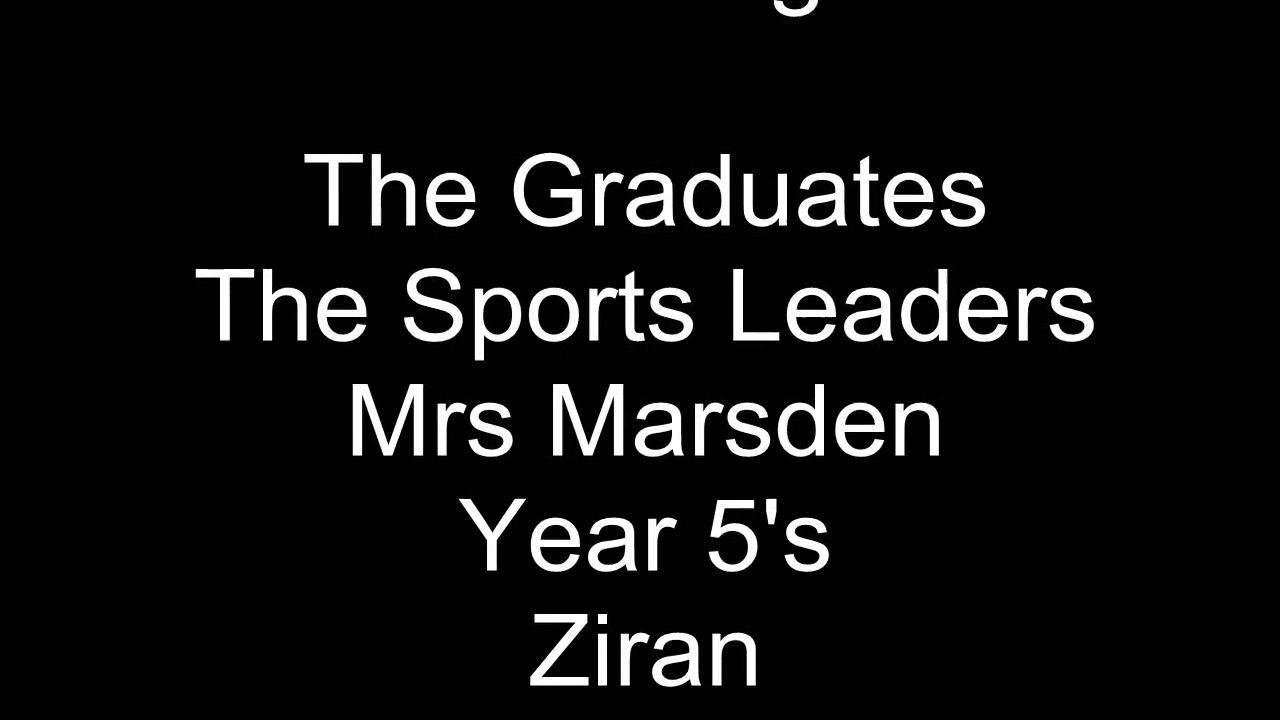 The Graduates
The Sports Leaders
Mrs Marsden
Year 5's
Ziran